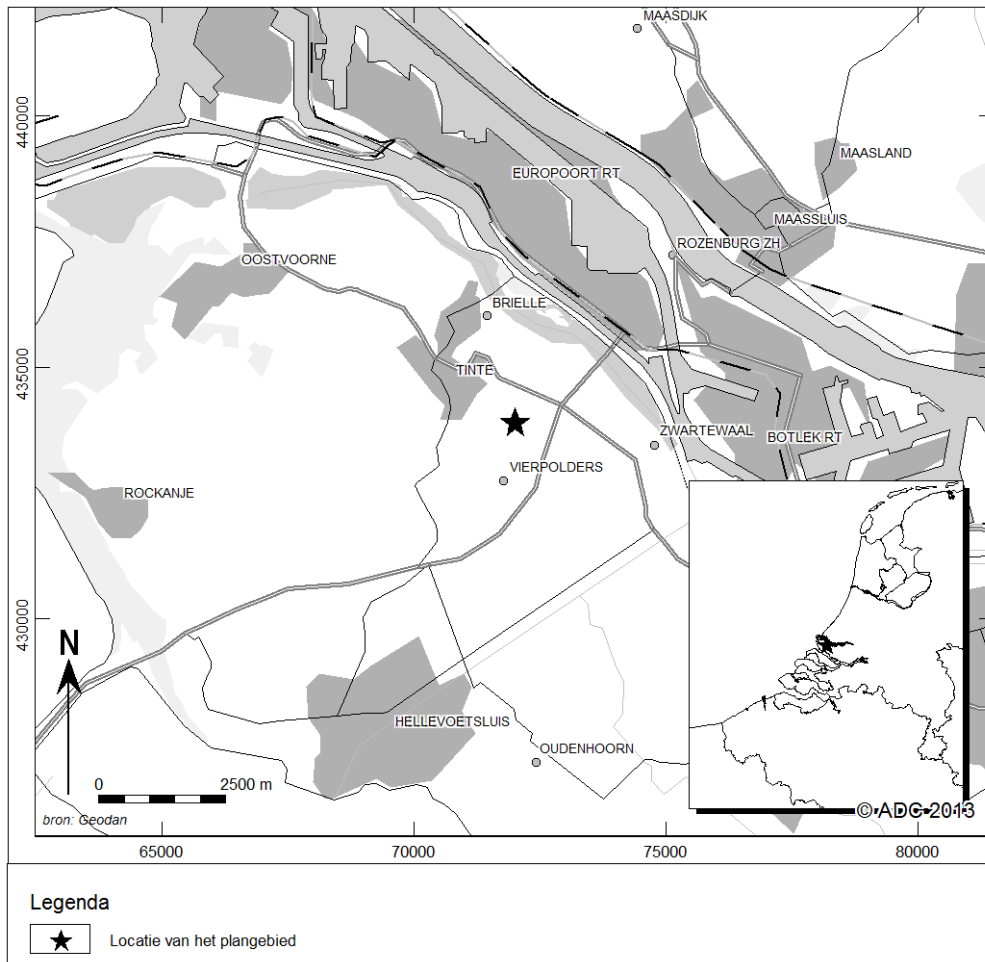 MAASDIJK
440000
MAASLAND
EUROPOORT RT
MAASSLUIS
ROZENBURG ZH
OOSTVOORNE
BRIELLE
435000
TINTE
ZWARTEWAAL
BOTLEK RT
VIERPOLDERS
ROCKANJE
430000
N
HELLEVOETSLUIS
OUDENHOORN
0 2500 m
bron: Geodan
© ADC 2013
65000 70000 75000 80000
Legenda
Locatie van het plangebied